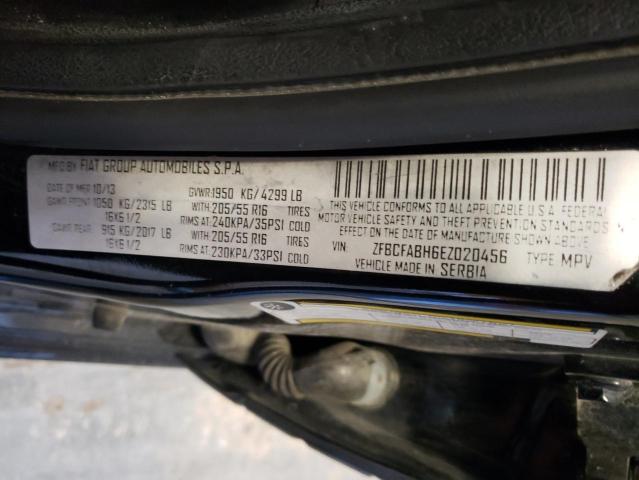 MFG BY FIAT GROUP AUTOMOBILES S.P.A.
DATE OF MFR 10/13 GVWR:1950 KG/4299 LB
GAWR FRONT 1050 KG/2315 LB WITH 205/55 R16 TIRES
16X6 1/2 RIMS AT 240KPA/35PSI COLD
GAWR REAR 915 KG/2017 LB WITH 205/55 R16 TIRES
16X6 1/2 RIMS AT 230KPA/33PSI COLD
THIS VEHICLE CONFORMS TO ALL APPLICABLE U.S.A. FEDERAL
MOTOR VEHICLE SAFETY AND THEFT PREVENTION STANDARDS IN
EFFECT ON THE DATE OF MANUFACTURE SHOWN ABOVE.
VIN: ZFBCFABH6EZ020456 TYPE MPV
VEHICLE MADE IN SERBIA